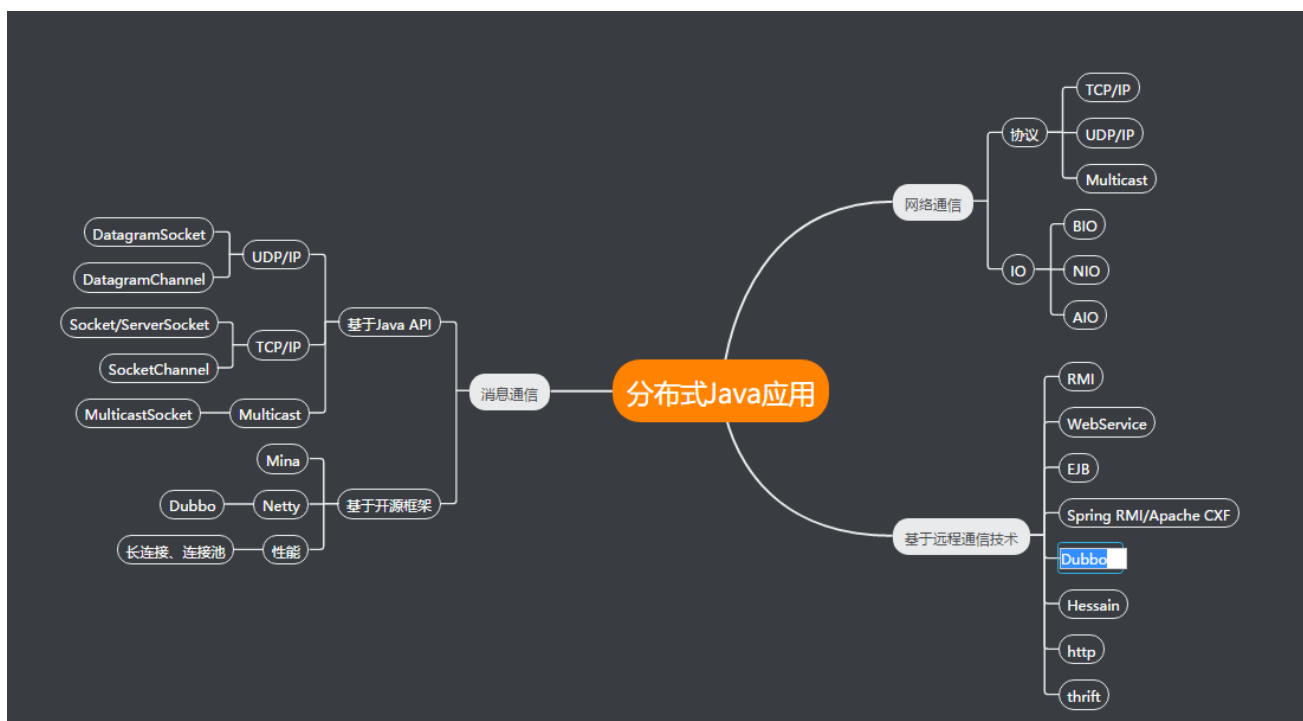 分布式Java应用
网络通信
协议
TCP/IP
UDP/IP
Multicast
IO
BIO
NIO
AIO
基于远程通信技术
RMI
WebService
EJB
Spring RMI/Apache CXF
Dubbo
Hessain
http
thrift
消息通信
基于Java API
UDP/IP
DatagramSocket
DatagramChannel
TCP/IP
Socket/ServerSocket
SocketChannel
Multicast
MulticastSocket
基于开源框架
Mina
Netty
Dubbo
性能
长连接、连接池